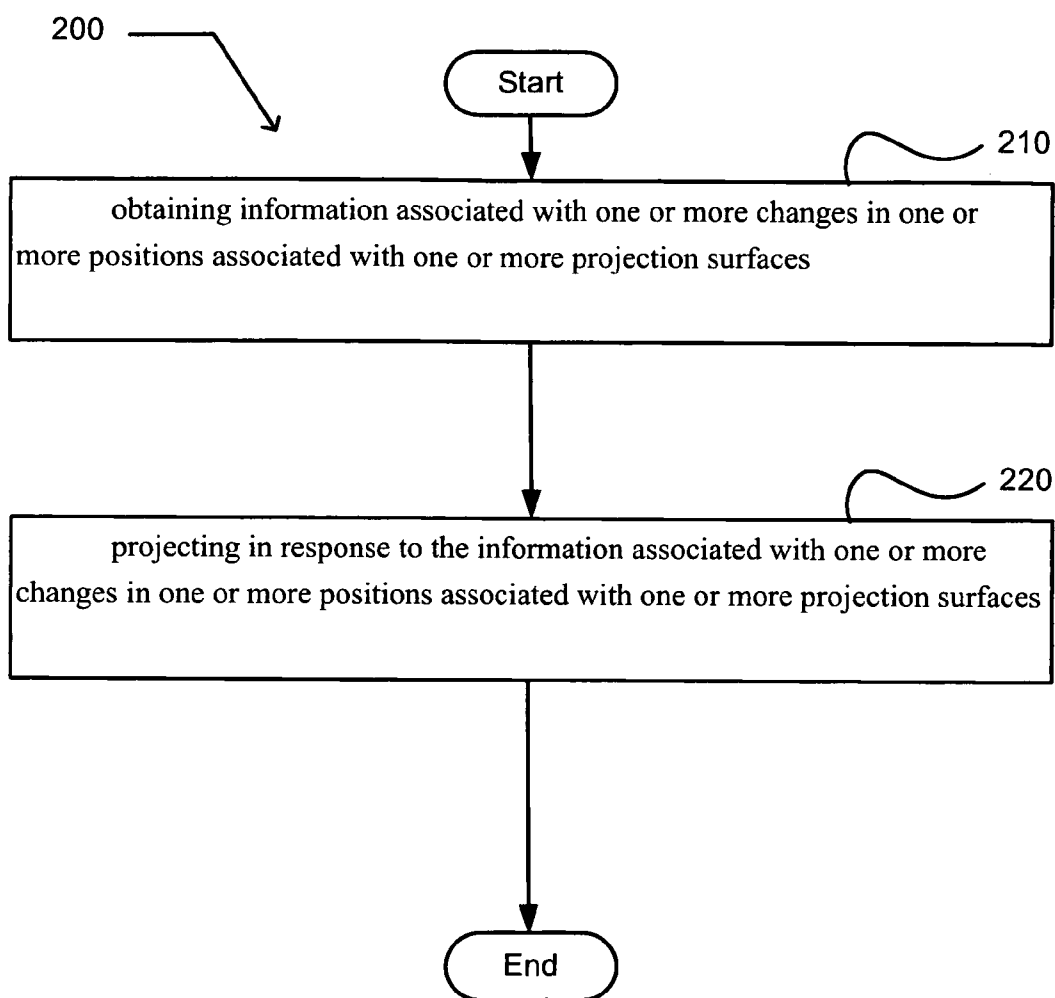 200
Start
210
obtaining information associated with one or more changes in one or
more positions associated with one or more projection surfaces
220
projecting in response to the information associated with one or more
changes in one or more positions associated with one or more projection surfaces
End